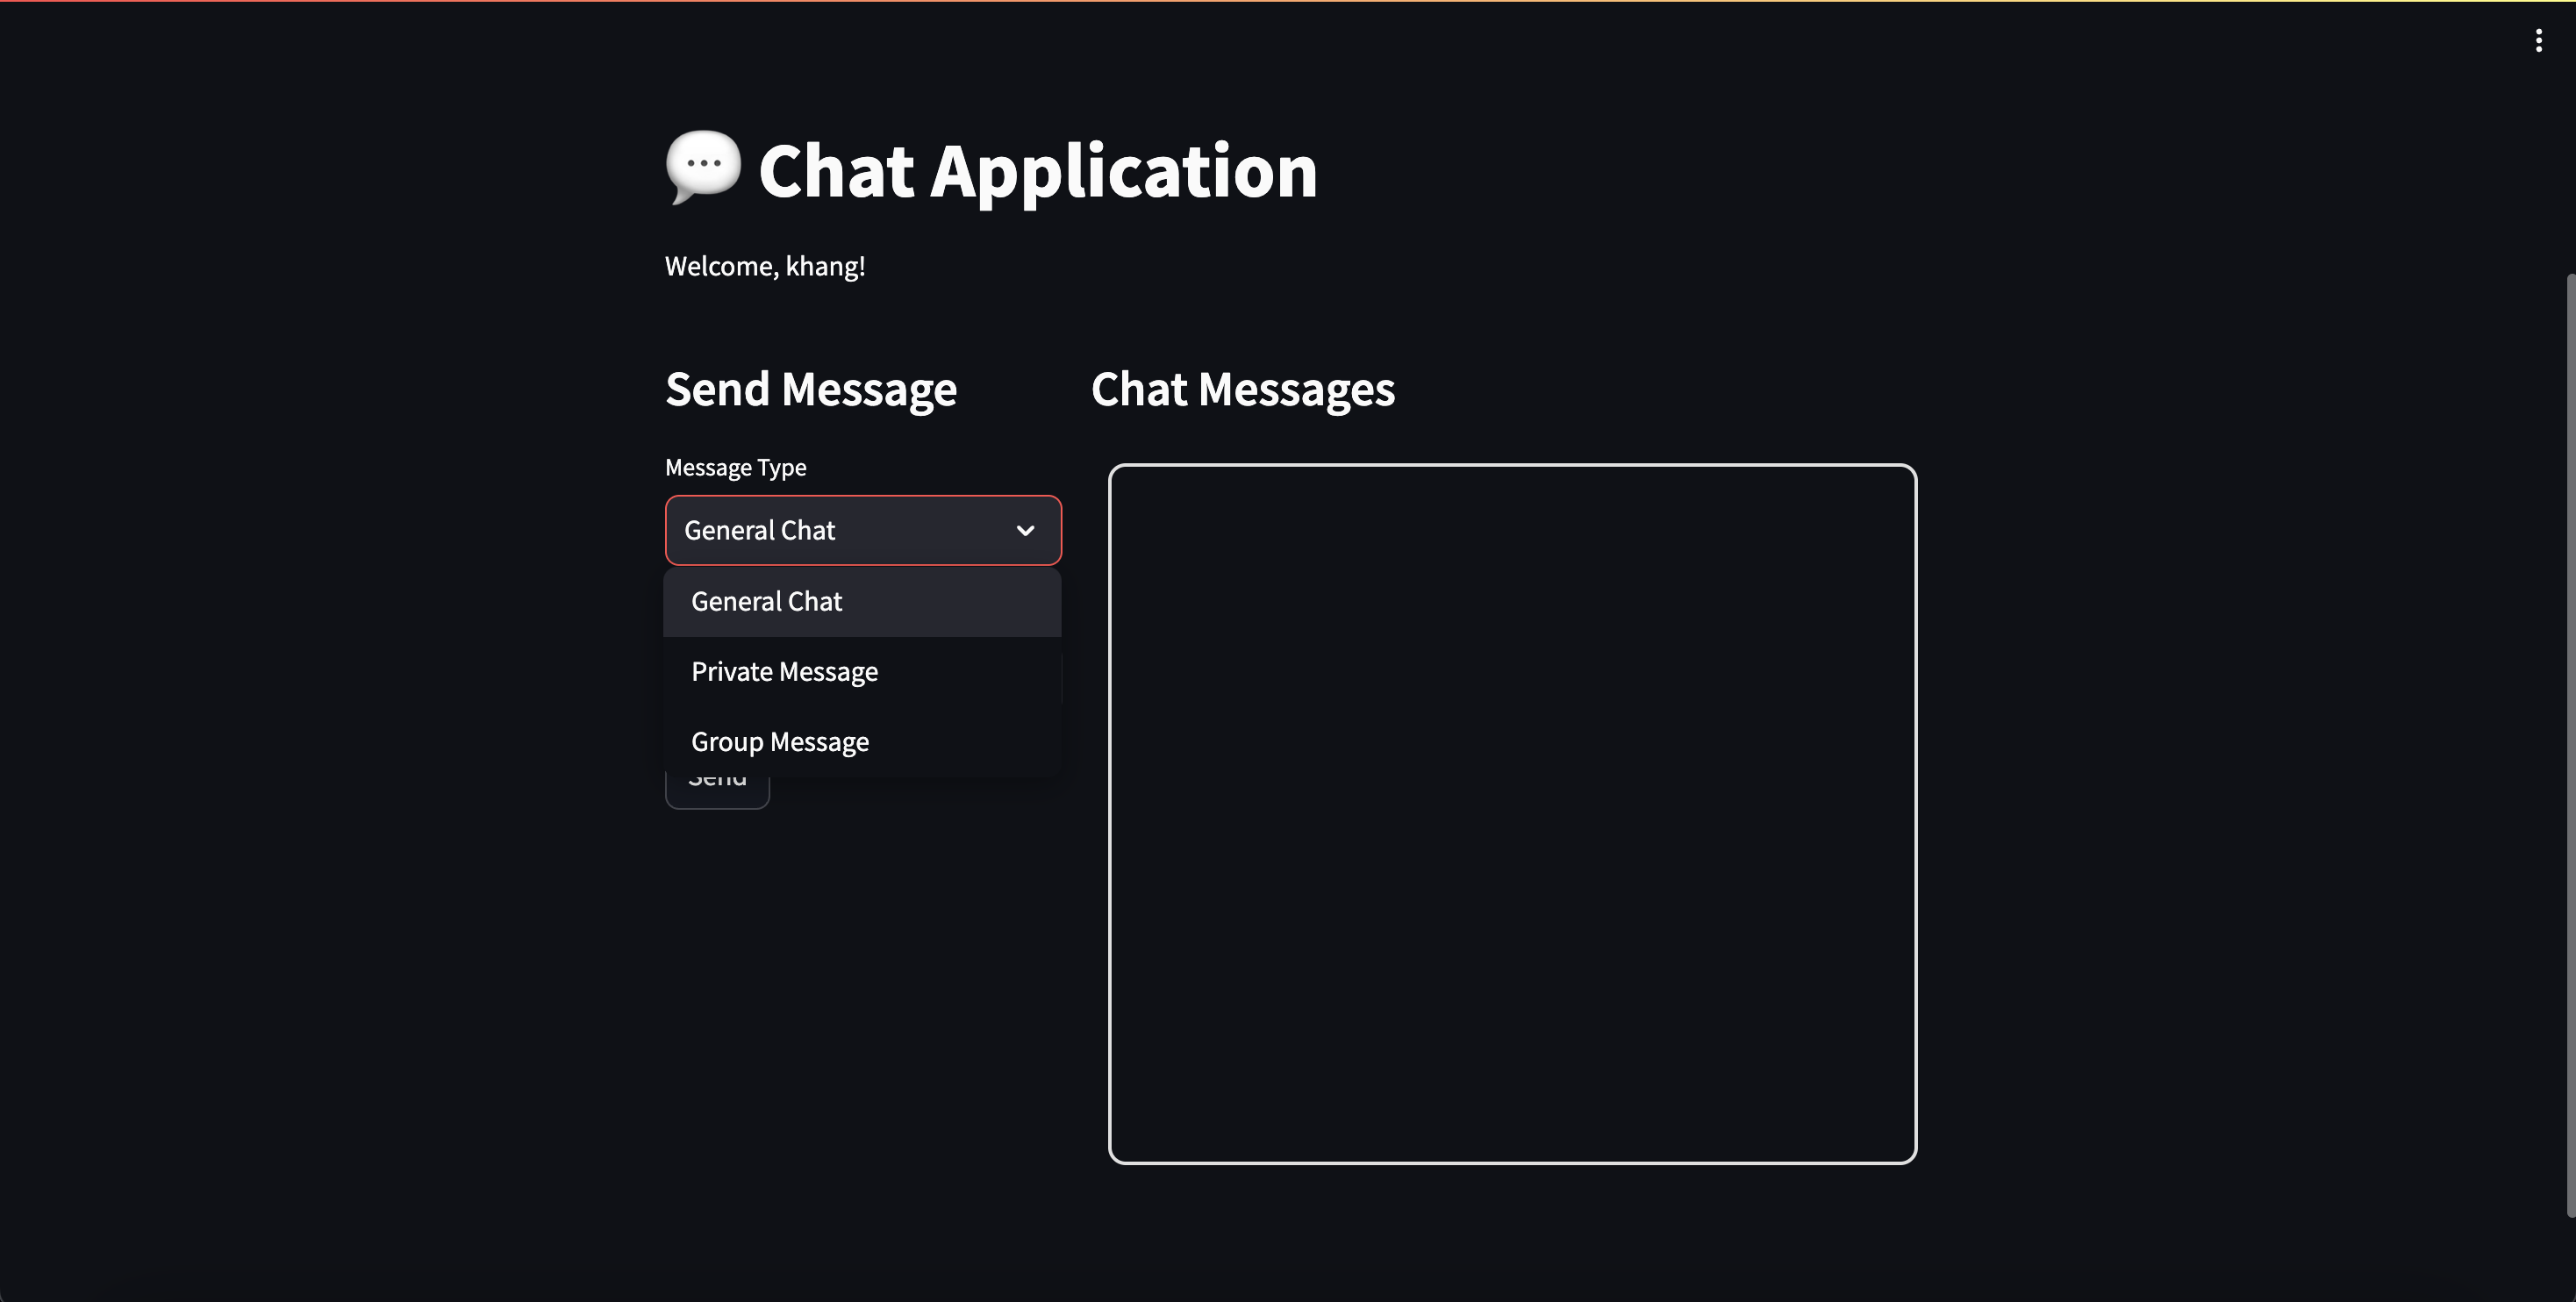 Chat Application
Welcome, khang!
Send Message
Message Type
General Chat
General Chat
Private Message
Group Message
Send
Chat Messages